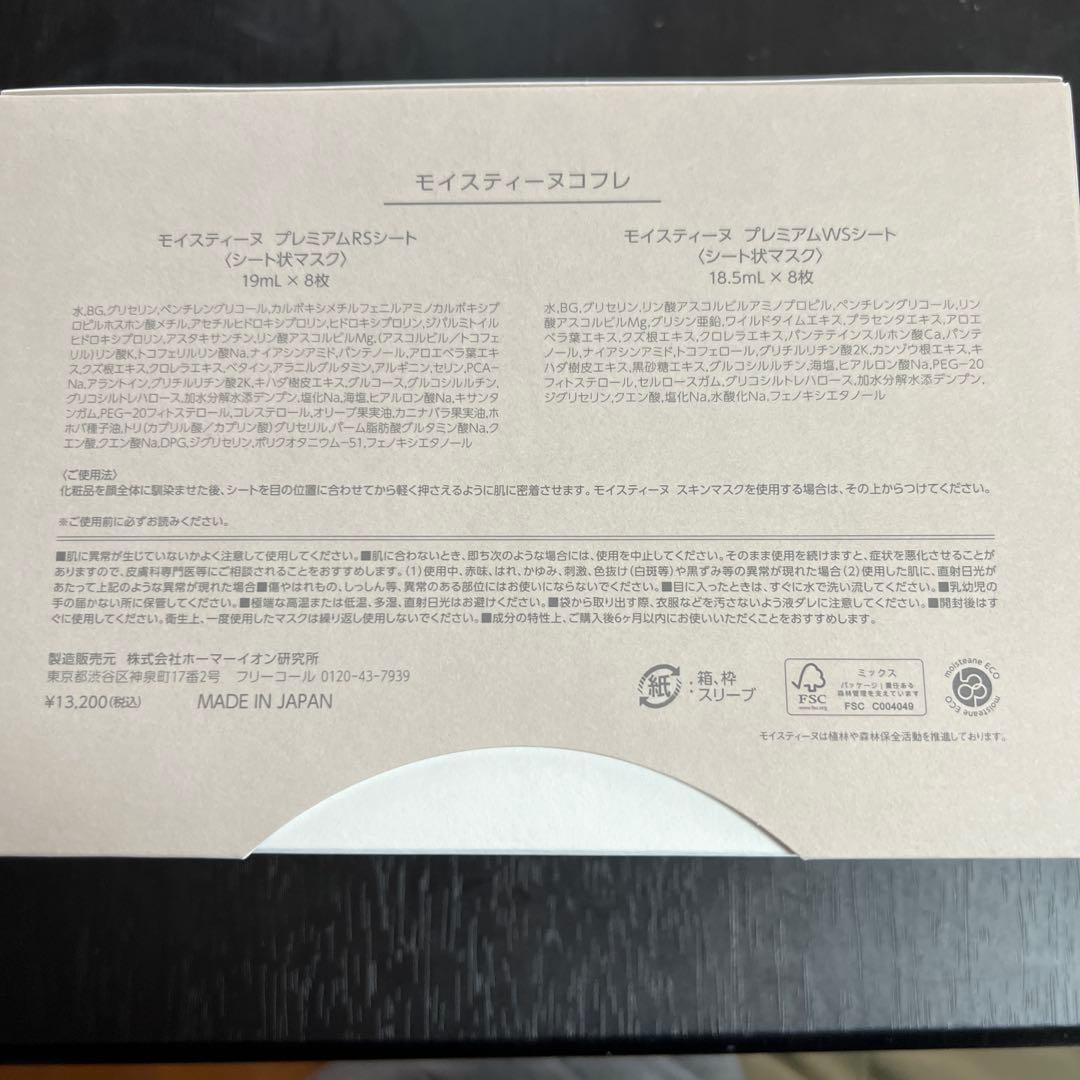 モイスティーヌコフレ
モイスティーヌ プレミアムRSシート
〈シート状マスク〉
19mL × 8枚
水,BG,グリセリン,ペンチレングリコール,カルボキシメチルフェニルアミノカルボキシプ
ロピルホスホン酸メチル,アセチルヒドロキシプロリン,ヒドロキシプロリン,ジパルミトイル
ヒドロキシプロリン,アスタキサンチン,リン酸アスコルビルMg,(アスコルビル/トコフェ
リル)リン酸K,トコフェリルリン酸Na,ナイアシンアミド,パンテノール,アロエベラ葉エキ
ス,クズ根エキス,クロレラエキス,ベタイン,アラニルグルタミン,アルギニン,セリン,PCA-
Na,アラントイン,グリチルリチン酸2K,キハダ樹皮エキス,グルコース,グルコシルルチン,
グリコシルトレハロース,加水分解水添デンプン,塩化Na,海塩,ヒアルロン酸Na,キサンタ
ンガム,PEG-20フィトステロール,コレステロール,オリーブ果実油,カニナバラ果実油,ホ
ホバ種子油,トリ(カプリル酸/カプリン酸)グリセリル,パーム脂肪酸グルタミン酸Na,ク
エン酸,クエン酸Na,DPG,ジグリセリン,ポリクオタニウム-51,フェノキシエタノール
モイスティーヌ プレミアムWSシート
〈シート状マスク〉
18.5mL × 8枚
水,BG,グリセリン,リン酸アスコルビルアミノプロピル,ペンチレングリコール,リン
酸アスコルビルMg,グリシン亜鉛,ワイルドタイムエキス,プラセンタエキス,アロエ
ベラ葉エキス,クズ根エキス,クロレラエキス,パンテテインスルホン酸Ca,パンテ
ノール,ナイアシンアミド,トコフェロール,グリチルリチン酸2K,カンゾウ根エキス,キ
ハダ樹皮エキス,黒砂糖エキス,グルコシルルチン,海塩,ヒアルロン酸Na,PEG-20
フィトステロール,セルロースガム,グリコシルトレハロース,加水分解水添デンプン,
ジグリセリン,クエン酸,塩化Na,水酸化Na,フェノキシエタノール
〈ご使用法〉
化粧品を顔全体に馴染ませた後、シートを目の位置に合わせてから軽く押さえるように肌に密着させます。モイスティーヌ スキンマスクを使用する場合は、その上からつけてください。
※ご使用前に必ずお読みください。
■肌に異常が生じていないかよく注意して使用してください。■肌に合わないとき、即ち次のような場合には、使用を中止してください。そのまま使用を続けますと、症状を悪化させることが
ありますので、皮膚科専門医等にご相談されることをおすすめします。(1)使用中、赤味、はれ、かゆみ、刺激、色抜け(白斑等)や黒ずみ等の異常が現れた場合(2)使用した肌に、直射日光が
あたって上記のような異常が現れた場合■傷やはれもの、しっしん等、異常のある部位にはお使いにならないでください。■目に入ったときは、すぐに水で洗い流してください。■乳幼児の
手の届かない所に保管してください。■極端な高温または低温、多湿、直射日光はお避けください。■袋から取り出す際、衣服などを汚さないよう液ダレに注意してください。■開封後はす
ぐに使用してください。衛生上、一度使用したマスクは繰り返し使用しないでください。■成分の特性上、ご購入後6ヶ月以内にお使いいただくことをおすすめします。
製造販売元 株式会社ホーマーイオン研究所
東京都渋谷区神泉町17番2号 フリーコール 0120-43-7939
¥13,200(税込) MADE IN JAPAN
紙
箱、枠
スリーブ
FSC
www.fsc.org
ミックス
パッケージ|責任ある
森林管理を支えています
FSC C004049
moisteane ECO
moisteane ECO
モイスティーヌは植林や森林保全活動を推進しております。